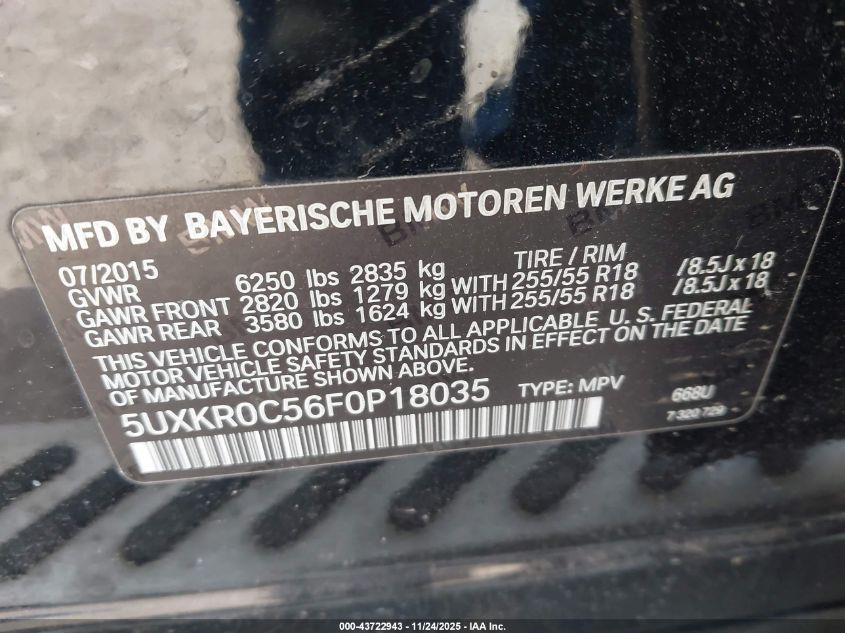 MFD BY BAYERISCHE MOTOREN WERKE AG
07/2015 TIRE / RIM
GVWR 6250 lbs 2835 kg
GAWR FRONT 2820 lbs 1279 kg WITH 255/55 R18 /8.5J x 18
GAWR REAR 3580 lbs 1624 kg WITH 255/55 R18 /8.5J x 18
THIS VEHICLE CONFORMS TO ALL APPLICABLE U. S. FEDERAL
MOTOR VEHICLE SAFETY STANDARDS IN EFFECT ON THE DATE
OF MANUFACTURE SHOWN ABOVE.
5UXKR0C56F0P18035 TYPE: MPV 668U
7 320 729
000-43722943 - 11/24/2025 - IAA Inc.